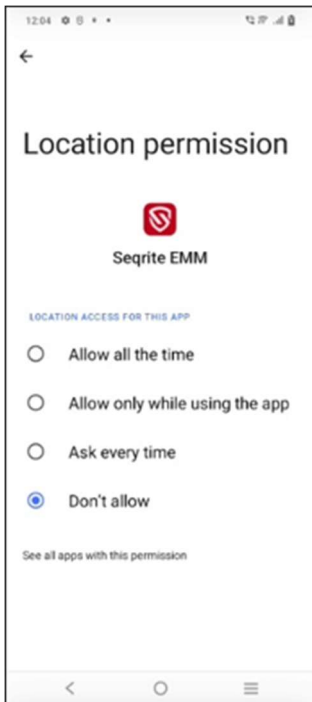 12:04
Location permission
Seqrite EMM
LOCATION ACCESS FOR THIS APP
Allow all the time
Allow only while using the app
Ask every time
Don't allow
See all apps with this permission